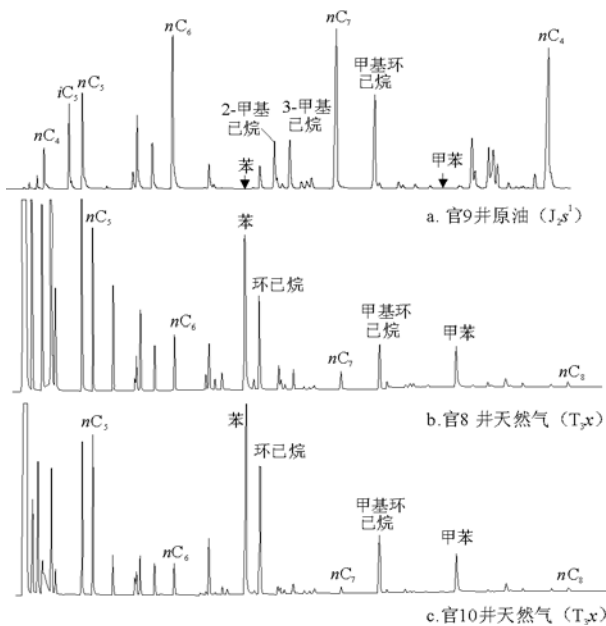 nC₇
nC₆
nC₄
nC₅
iC₅
甲基环
已烷
2-甲基
已烷
3-甲基
已烷
nC₄
苯
甲苯
a. 官9井原油（J₂s¹）
苯
nC₅
环已烷
甲基环
已烷
nC₆
甲苯
nC₇
nC₈
b.官8 井天然气（T₃x）
苯
nC₅
环已烷
甲基环
已烷
甲苯
nC₆
nC₇
nC₈
c.官10井天然气（T₃x）